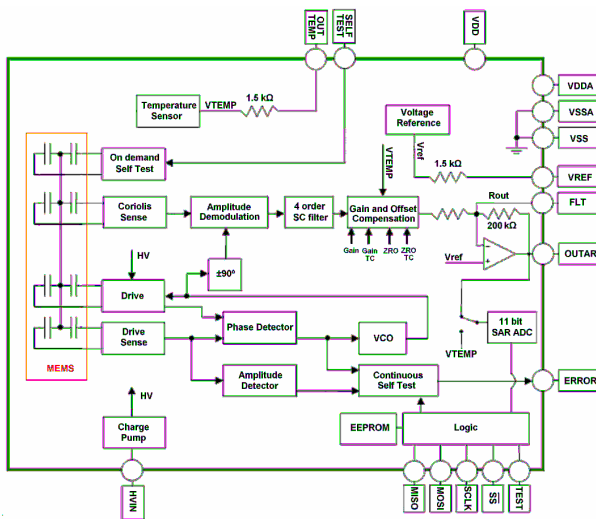 OUT
TEMP
SELF
TEST
VDD
VDDA
VSSA
VSS
VREF
FLT
OUTAR
ERROR
Temperature
Sensor
VTEMP
1.5 kΩ
Voltage
Reference
Vref
1.5 kΩ
On demand
Self Test
VTEMP
Coriolis
Sense
Amplitude
Demodulation
4 order
SC filter
Gain and Offset
Compensation
Rout
200 kΩ
Gain
Gain
TC
ZRO
ZRO
TC
Vref
HV
±90º
Drive
Drive
Sense
Phase Detector
VCO
11 bit
SAR ADC
VTEMP
MEMS
Amplitude
Detector
Continuous
Self Test
HV
Charge
Pump
EEPROM
Logic
HVIN
MISO
MOSI
SCLK
SS
TEST